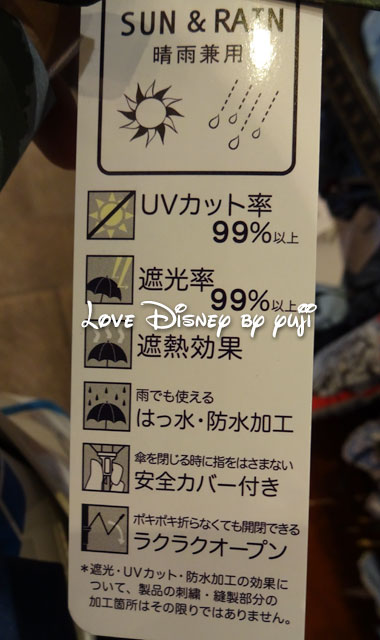 SUN & RAIN
晴雨兼用
UVカット率
99%以上
遮光率
99%以上
Love Disney by yuji
遮熱効果
雨でも使える
はっ水・防水加工
傘を閉じる時に指をはさまない
安全カバー付き
ポキポキ折らなくても開閉できる
ラクラクオープン
*遮光・UVカット・防水加工の効果に
ついて、製品の刺繍・縫製部分の
加工箇所はその限りではありません。